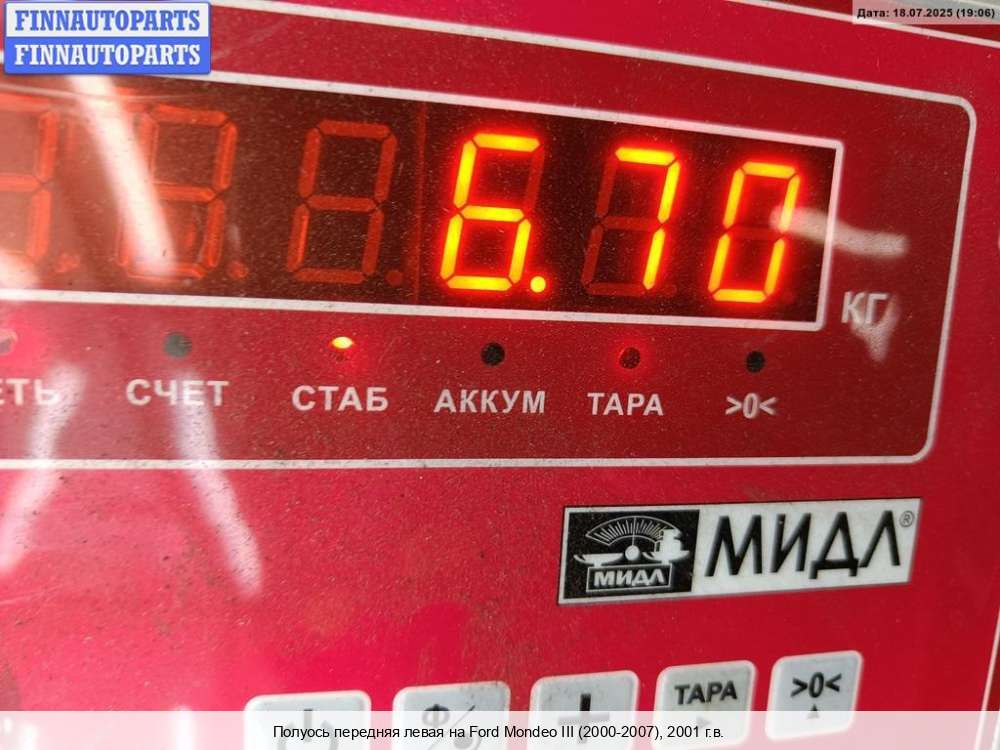 FINNAUTOPARTS
FINNAUTOPARTS
Дата: 18.07.2025 (19:06)
6.70
КГ
СЧЕТ
СТАБ
АККУМ
ТАРА
>0<
МИДЛ
МИДЛ®
ТАРА
>0<
Полуось передняя левая на Ford Mondeo III (2000-2007), 2001 г.в.